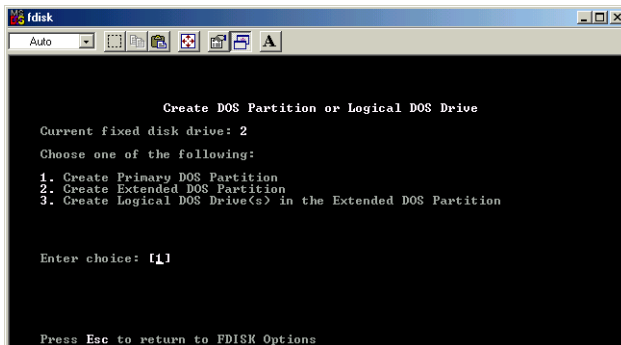 fdisk
Auto
A
Create DOS Partition or Logical DOS Drive
Current fixed disk drive: 2
Choose one of the following:
1. Create Primary DOS Partition
2. Create Extended DOS Partition
3. Create Logical DOS Drive(s) in the Extended DOS Partition
Enter choice: [1]
Press Esc to return to FDISK Options